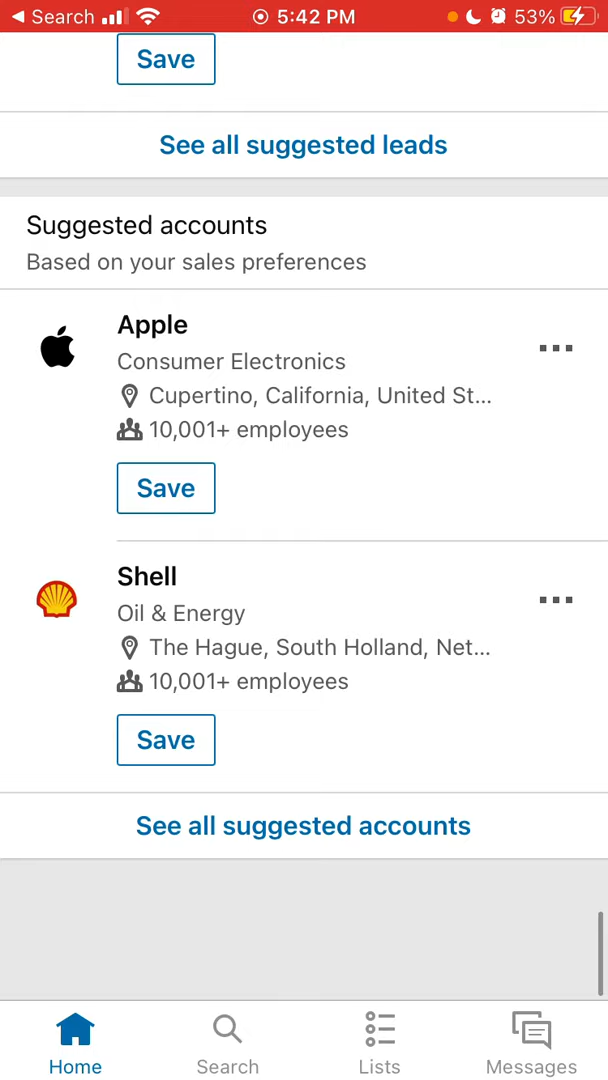 Search 5:42 PM 53%
Save
See all suggested leads
Suggested accounts
Based on your sales preferences
Apple
Consumer Electronics
Cupertino, California, United St...
10,001+ employees
Save
Shell
Oil & Energy
The Hague, South Holland, Net...
10,001+ employees
Save
See all suggested accounts
Home Search Lists Messages